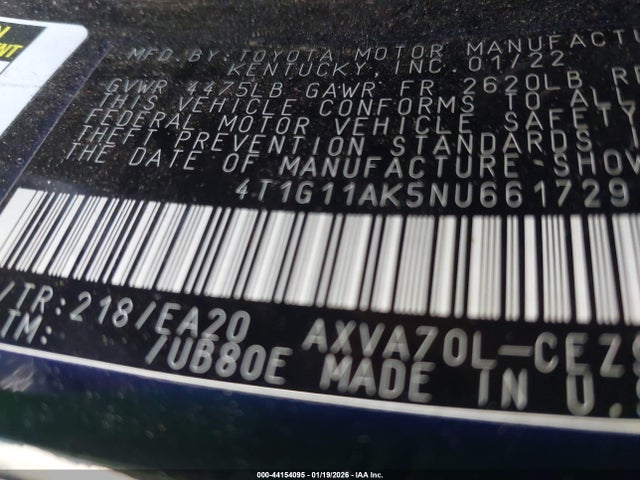 MFD. BY: TOYOTA MOTOR MANUFACTU
KENTUCKY, INC. 01/22
GVWR 4475LB GAWR FR 2620LB RR
THIS VEHICLE CONFORMS TO ALL
FEDERAL MOTOR VEHICLE SAFETY
THEFT PREVENTION STANDARDS
THE DATE OF MANUFACTURE SHOW
4T1G11AK5NU661729
/TR:218/EA20 AXVA70L-CEZ
TM: /UB80E MADE IN U.
000-44154095 | 01/19/2026 - IAA Inc.